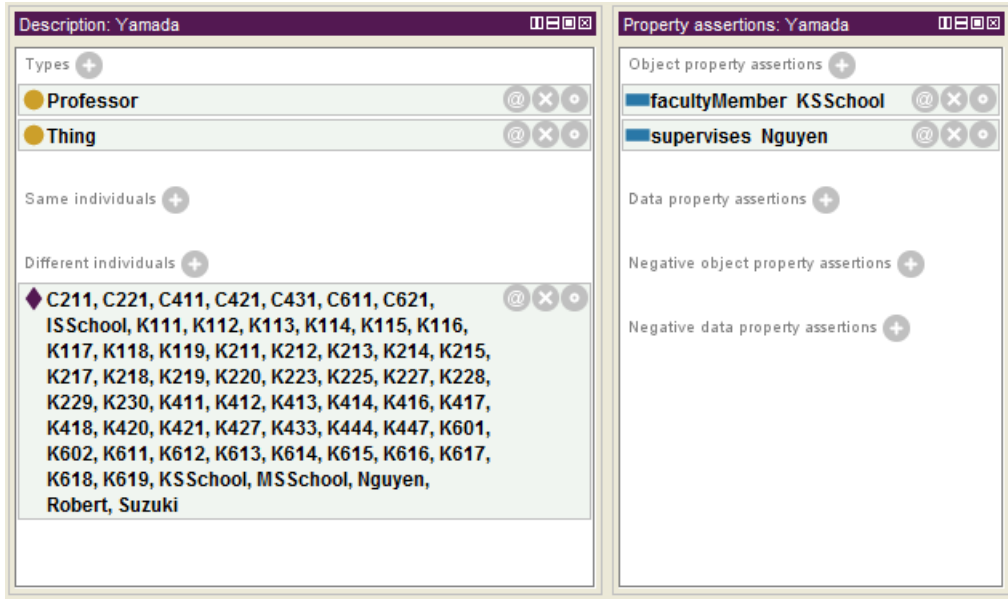 Description: Yamada
Types
Professor
Thing
Same individuals
Different individuals
C211, C221, C411, C421, C431, C611, C621,
ISSchool, K111, K112, K113, K114, K115, K116,
K117, K118, K119, K211, K212, K213, K214, K215,
K217, K218, K219, K220, K223, K225, K227, K228,
K229, K230, K411, K412, K413, K414, K416, K417,
K418, K420, K421, K427, K433, K444, K447, K601,
K602, K611, K612, K613, K614, K615, K616, K617,
K618, K619, KSSchool, MSSchool, Nguyen,
Robert, Suzuki
Property assertions: Yamada
Object property assertions
facultyMember KSSchool
supervises Nguyen
Data property assertions
Negative object property assertions
Negative data property assertions